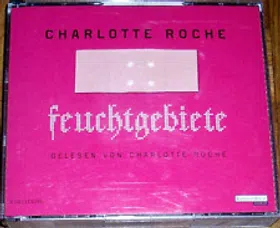 CHARLOTTE ROCHE
feuchtgebiete
GELESEN VON CHARLOTTE ROCHE